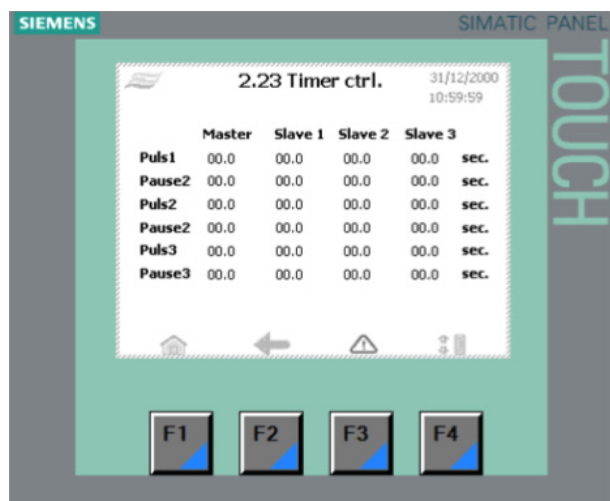 SIEMENS
SIMATIC PANEL
TOUCH
2.23 Timer ctrl.
31/12/2000
10:59:59
Master Slave 1 Slave 2 Slave 3
Puls1 00.0 00.0 00.0 00.0 sec.
Pause2 00.0 00.0 00.0 00.0 sec.
Puls2 00.0 00.0 00.0 00.0 sec.
Pause2 00.0 00.0 00.0 00.0 sec.
Puls3 00.0 00.0 00.0 00.0 sec.
Pause3 00.0 00.0 00.0 00.0 sec.
F1 F2 F3 F4